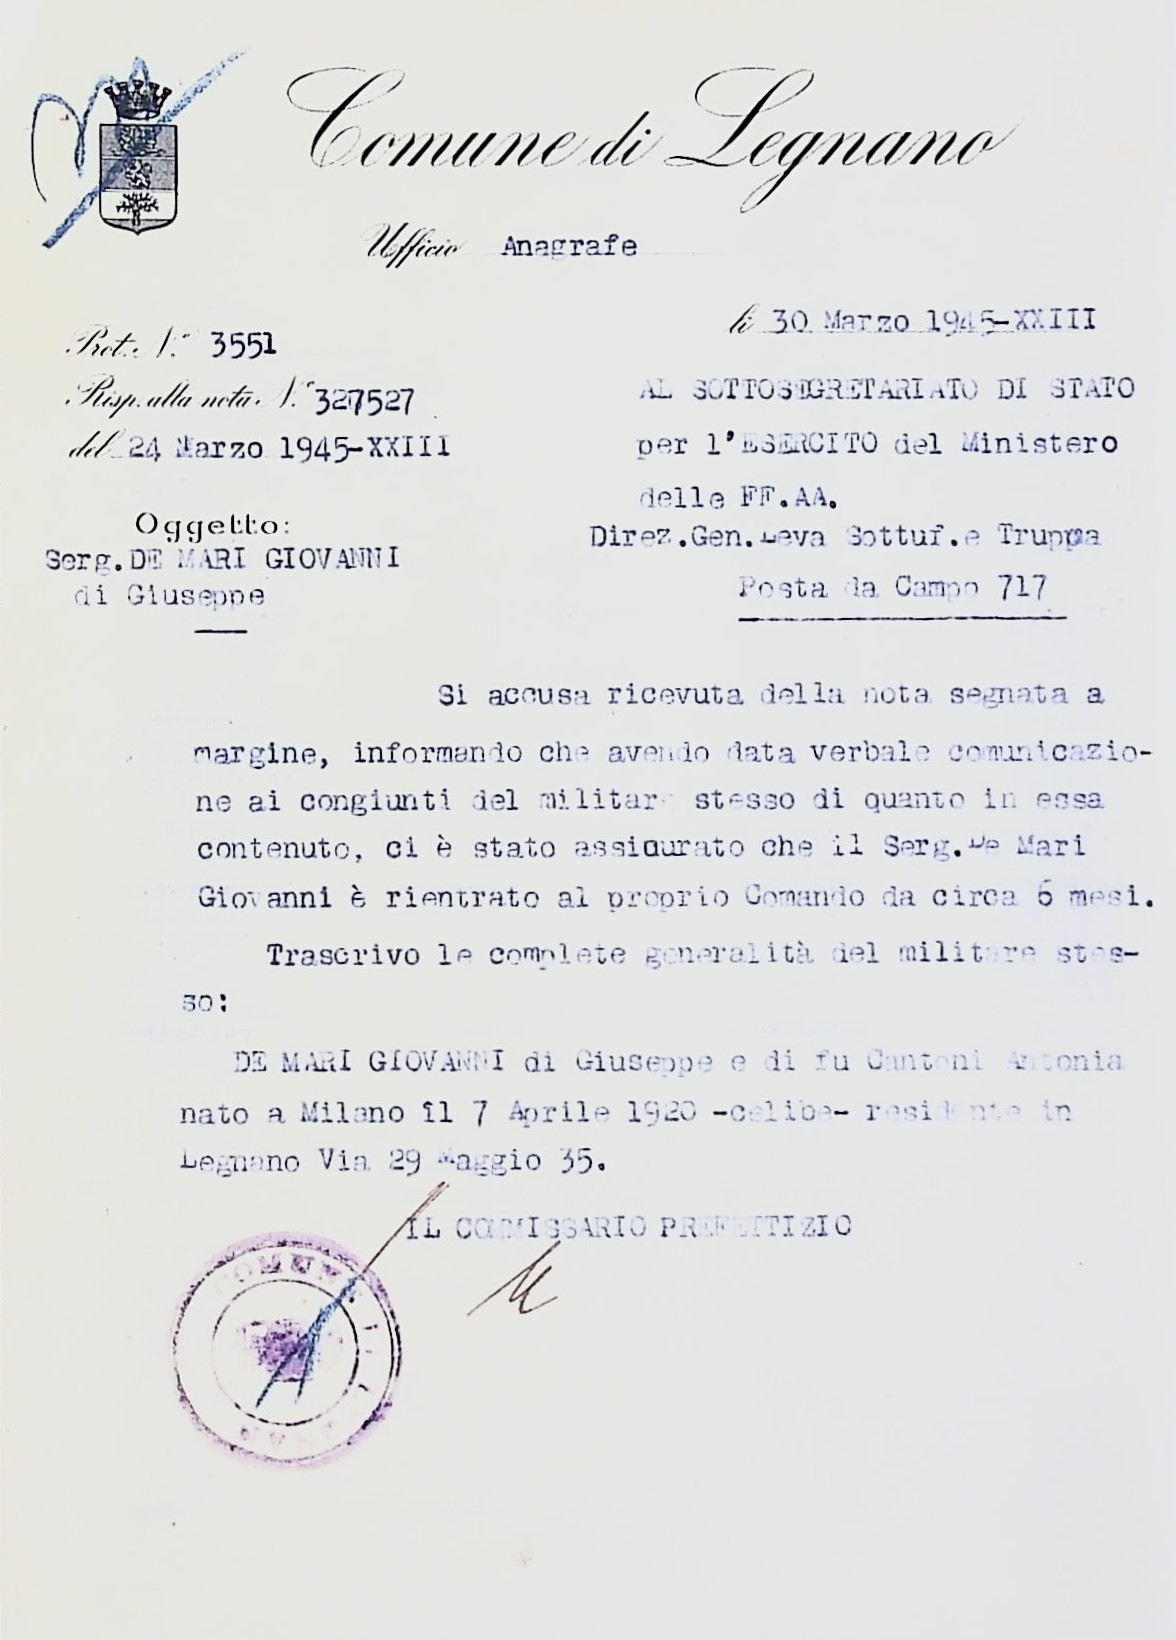 Comune di Legnano
Ufficio Anagrafe
li 30 Marzo 1945-XXIII
Prot. N.° 3551
Risp. alla nota N.° 327527
del 24 Marzo 1945-XXIII
AL SOTTOSEGRETARIATO DI STATO
per l'ESERCITO del Ministero
delle FF.AA.
Direz.Gen.Leva Sottuf.e Truppa
Posta da Campo 717
Oggetto:
Serg.DE MARI GIOVANNI
di Giuseppe
Si accusa ricevuta della nota segnata a
margine, informando che avendo data verbale comunicazio-
ne ai congiunti del militare stesso di quanto in essa
contenuto, ci è stato assicurato che il Serg.De Mari
Giovanni è rientrato al proprio Comando da circa 6 mesi.
Trascrivo le complete generalità del militare stes-
so:
DE MARI GIOVANNI di Giuseppe e di fu Cantoni Antonia
nato a Milano il 7 Aprile 1920 -celibe- residente in
Legnano Via 29 Maggio 35.
IL COMMISSARIO PREFETTIZIO
COMUNE